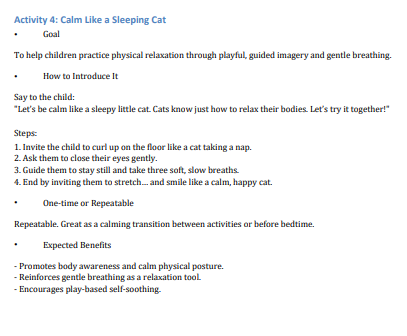 Activity 4: Calm Like a Sleeping Cat
• Goal
To help children practice physical relaxation through playful, guided imagery and gentle breathing.
• How to Introduce It
Say to the child:
"Let's be calm like a sleepy little cat. Cats know just how to relax their bodies. Let's try it together!"
Steps:
1. Invite the child to curl up on the floor like a cat taking a nap.
2. Ask them to close their eyes gently.
3. Guide them to stay still and take three soft, slow breaths.
4. End by inviting them to stretch... and smile like a calm, happy cat.
• One-time or Repeatable
Repeatable. Great as a calming transition between activities or before bedtime.
• Expected Benefits
- Promotes body awareness and calm physical posture.
- Reinforces gentle breathing as a relaxation tool.
- Encourages play-based self-soothing.